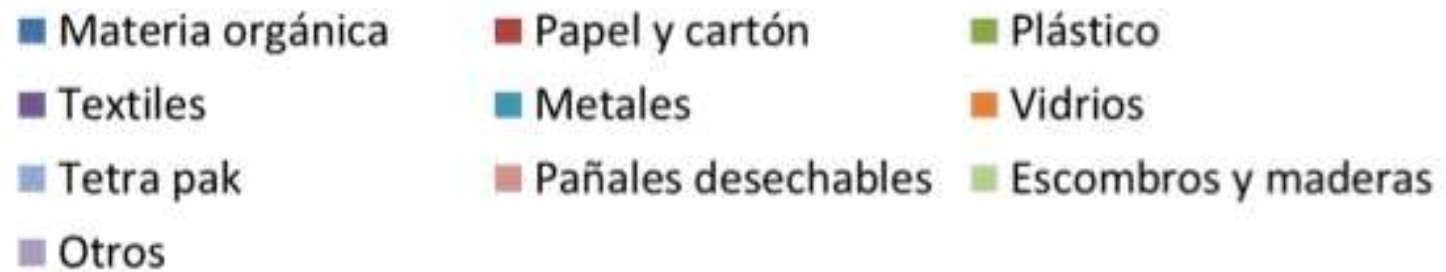 Materia orgánica Papel y cartón Plástico
Textiles Metales Vidrios
Tetra pak Pañales desechables Escombros y maderas
Otros